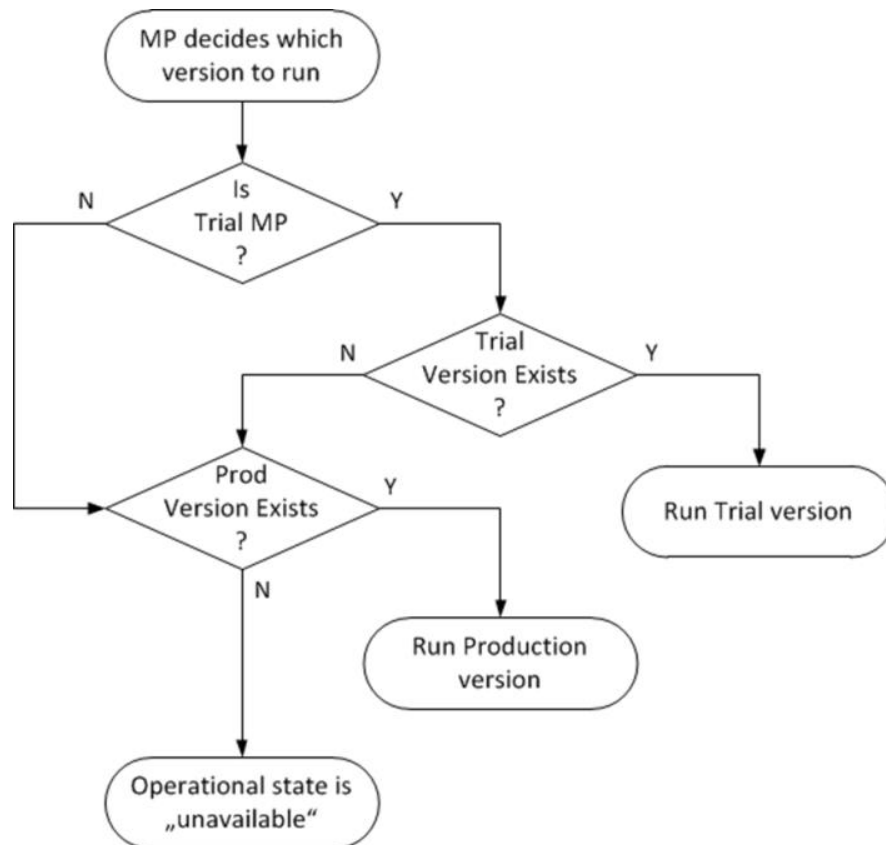 MP decides which
version to run
Is
Trial MP
?
N
Y
Trial
Version Exists
?
N
Y
Prod
Version Exists
?
Y
N
Run Trial version
Run Production
version
Operational state is
„unavailable“